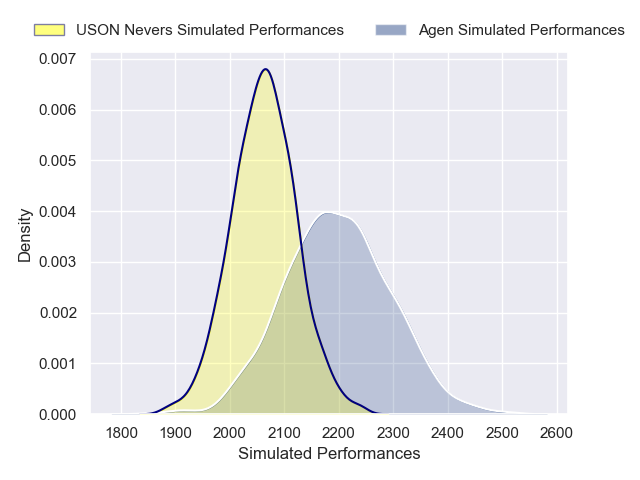 USON Nevers Simulated Performances Agen Simulated Performances
0.007
0.006
0.005
0.004
0.003
0.002
0.001
0.000
Density
1800 1900 2000 2100 2200 2300 2400 2500 2600
Simulated Performances